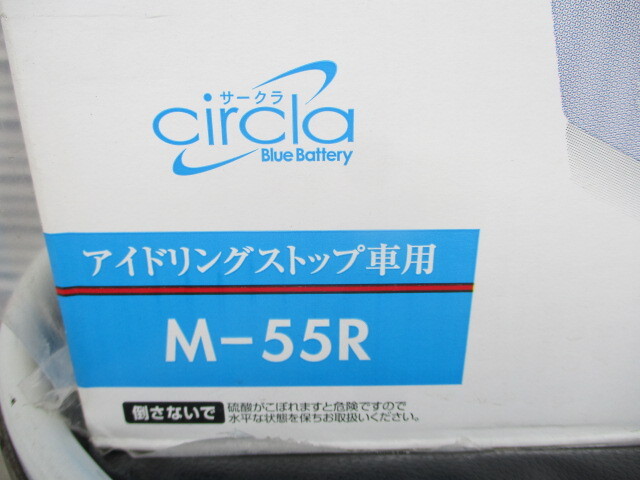 サークラ
circla
Blue Battery
アイドリングストップ車用
M-55R
倒さないで 硫酸がこぼれますと危険ですので
水平な状態を保ちお取扱いください。